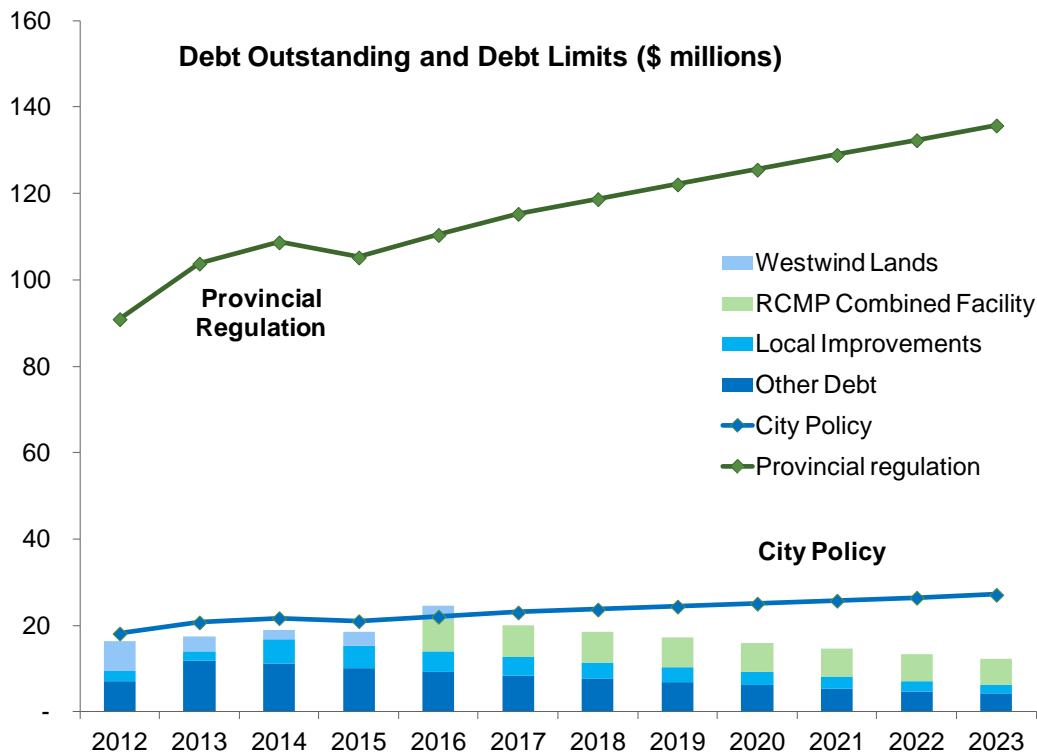 Debt Outstanding and Debt Limits ($ millions)
160
140
120
100
80
60
40
20
-
Provincial
Regulation
Westwind Lands
RCMP Combined Facility
Local Improvements
Other Debt
City Policy
Provincial regulation
City Policy
2012 2013 2014 2015 2016 2017 2018 2019 2020 2021 2022 2023